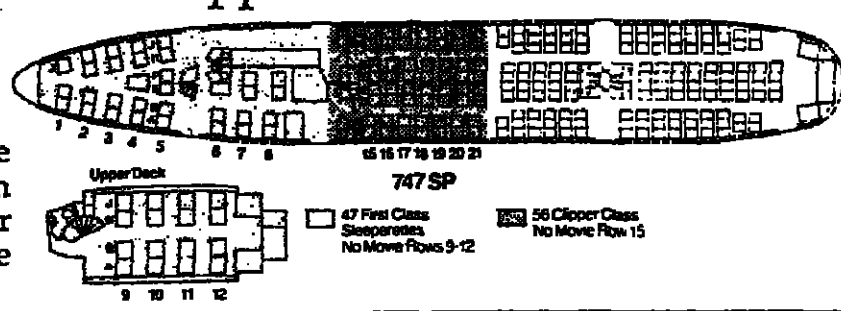 1 2 3 4 5 6 7 8
15 16 17 18 19 20 21
747 SP
Upper Deck
47 First Class
Sleeperettes
No Movie Rows 9-12
56 Clipper Class
No Movie Row 15
9 10 11 12